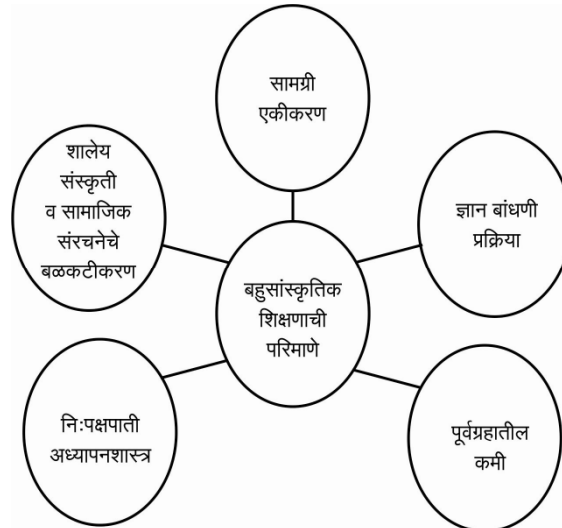 सामग्री
एकीकरण
शालेय
संस्कृती
व सामाजिक
संरचनेचे
बळकटीकरण
ज्ञान बांधणी
प्रक्रिया
बहुसांस्कृतिक
शिक्षणाची
परिमाणे
निःपक्षपाती
अध्यापनशास्त्र
पूर्वग्रहातील
कमी